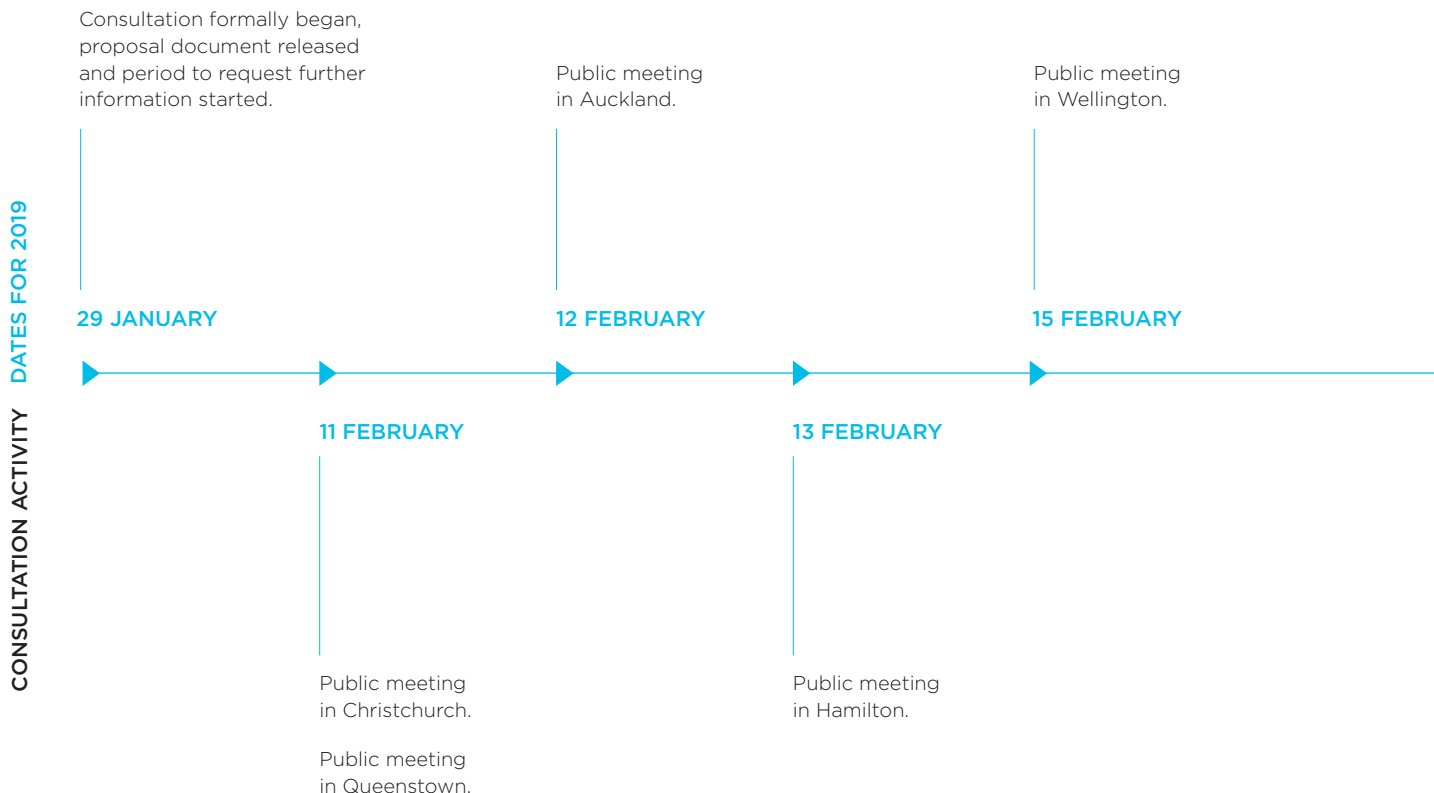 Consultation formally began,
proposal document released
and period to request further
information started.
Public meeting
in Auckland.
Public meeting
in Wellington.
DATES FOR 2019
29 JANUARY
12 FEBRUARY
15 FEBRUARY
CONSULTATION ACTIVITY
11 FEBRUARY
13 FEBRUARY
Public meeting
in Christchurch.
Public meeting
in Queenstown.
Public meeting
in Hamilton.